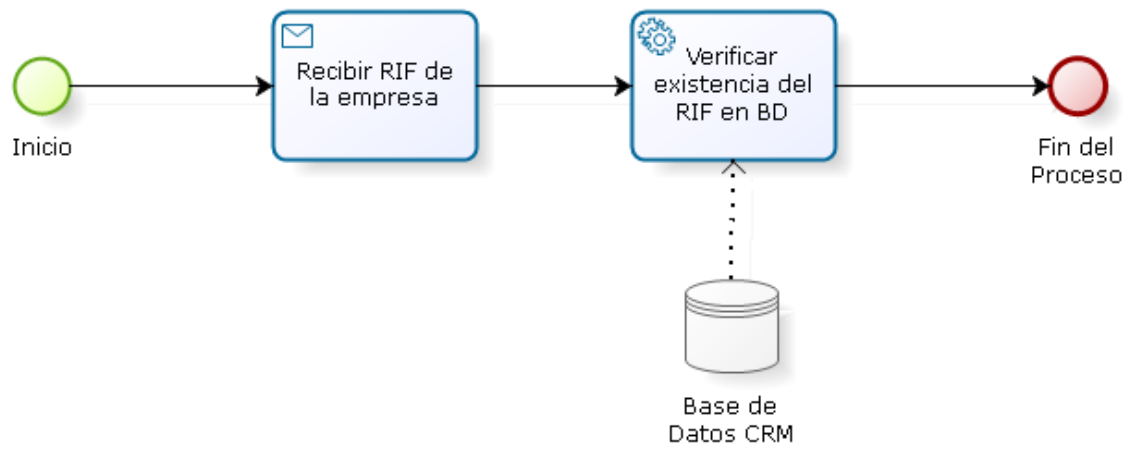 Inicio
Recibir RIF de
la empresa
Verificar
existencia del
RIF en BD
Fin del
Proceso
Base de
Datos CRM